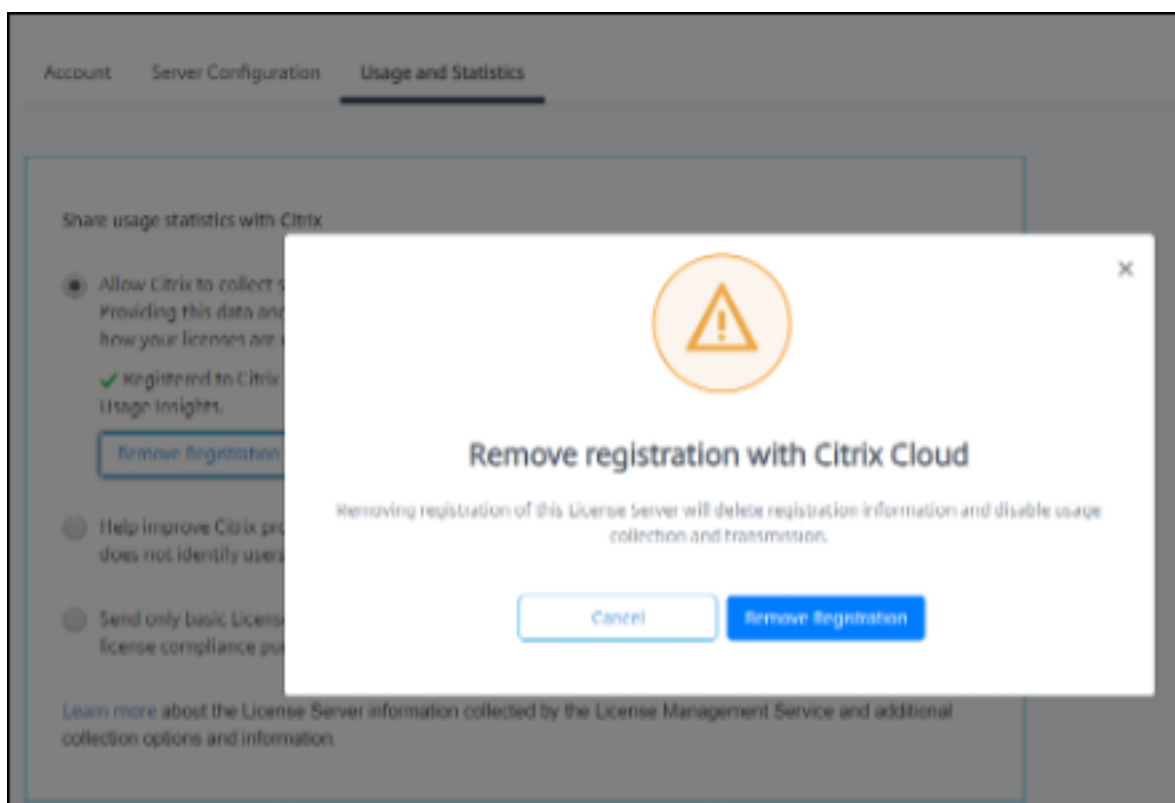 Account Server Configuration Usage and Statistics
Share usage statistics with Citrix
Allow Citrix to collect s
Providing this data and
how your licenses are
Registered to Citrix
Usage Insights.
Remove Registration
Help improve Citrix pro
does not identify users
Send only basic Licens
license compliance pu
Learn more about the License Server information collected by the License Management Service and additional
collection options and information.
Remove registration with Citrix Cloud
Removing registration of this License Server will delete registration information and disable usage
collection and transmission.
Cancel Remove Registration